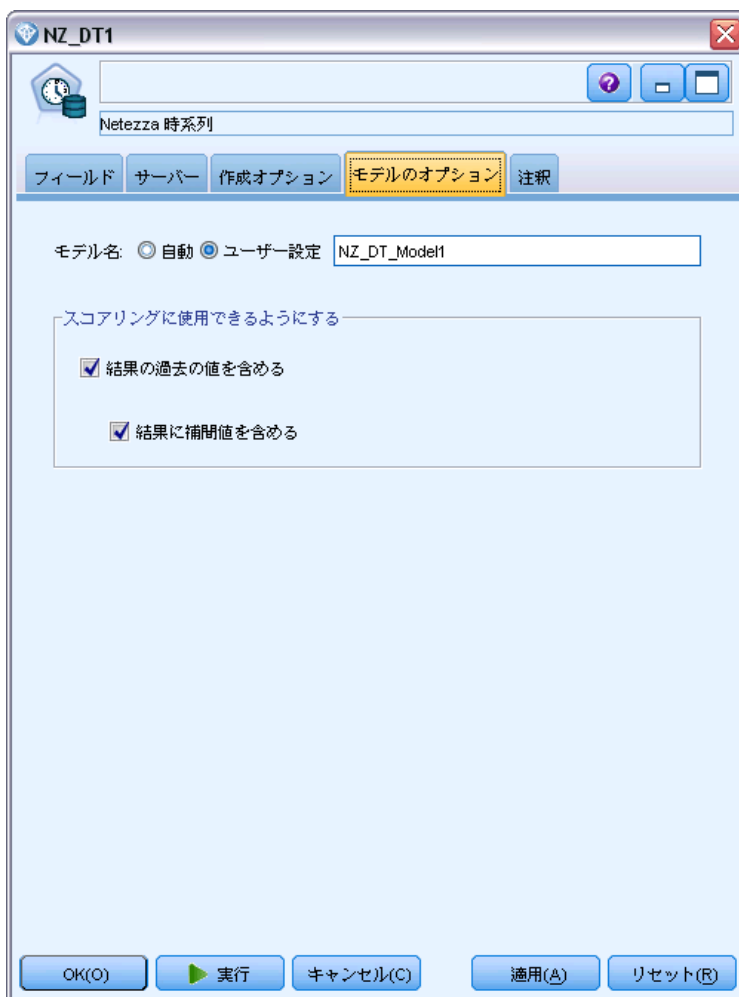 NZ_DT1
?
Netezza 時系列
フィールド サーバー 作成オプション モデルのオプション 注釈
モデル名: 自動 ユーザー設定 NZ_DT_Model1
スコアリングに使用できるようにする
結果の過去の値を含める
結果に補間値を含める
OK(O) 実行 キャンセル(C) 適用(A) リセット(R)